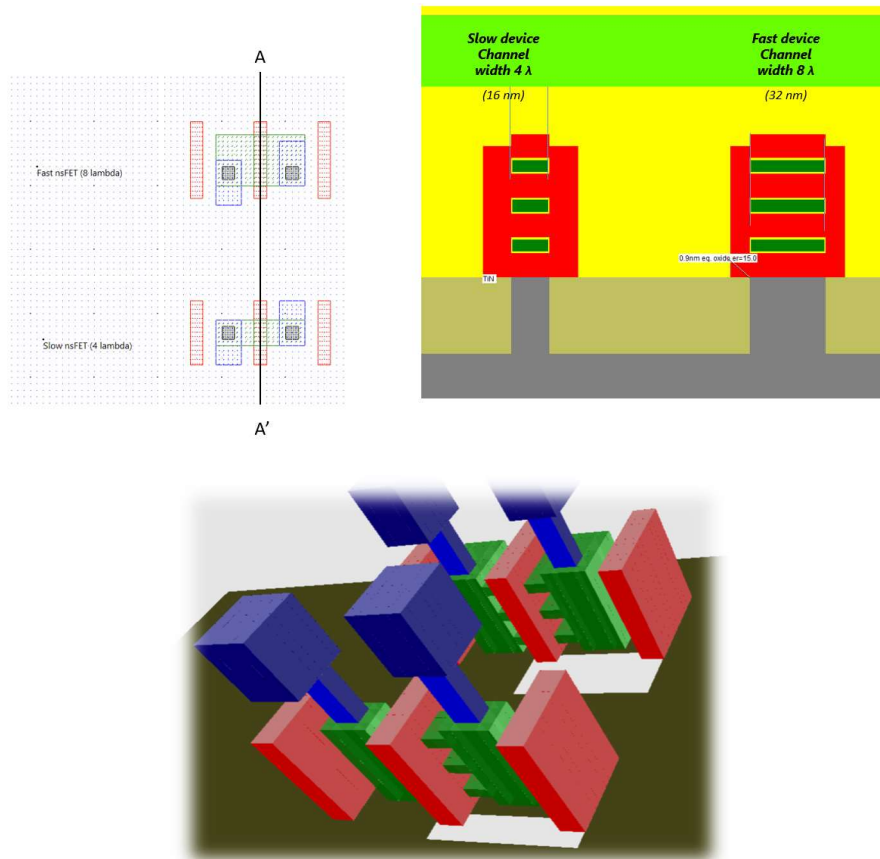 A
Fast nsFET (8 lambda)
Slow nsFET (4 lambda)
A'
Slow device
Channel
width 4 λ
(16 nm)
Fast device
Channel
width 8 λ
(32 nm)
0.9nm eq. oxide er=15.0
TiN